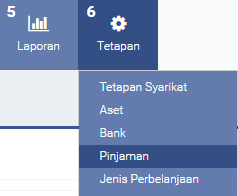 5
Laporan
6
Tetapan
Tetapan Syarikat
Aset
Bank
Pinjaman
Jenis Perbelanjaan